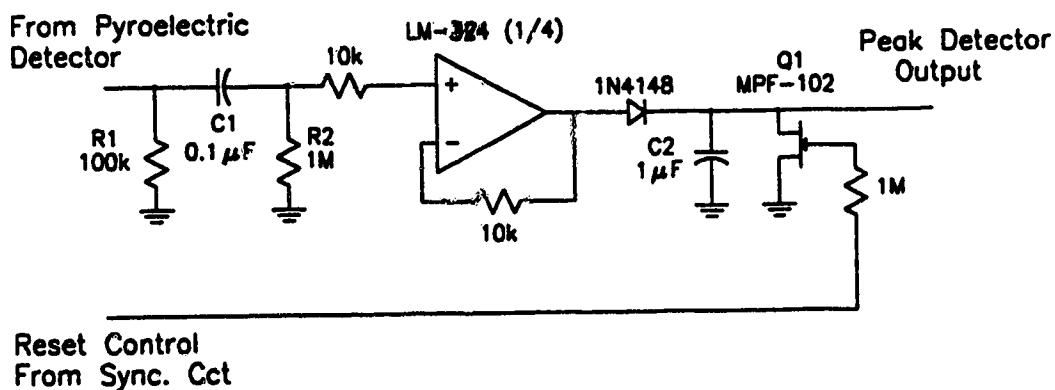 From Pyroelectric
Detector
10k
LM-324 (1/4)
Peak Detector
Output
Q1
MPF-102
1N4148
+
−
R1
100k
C1
0.1 µF
R2
1M
C2
1 µF
1M
10k
Reset Control
From Sync. Cct